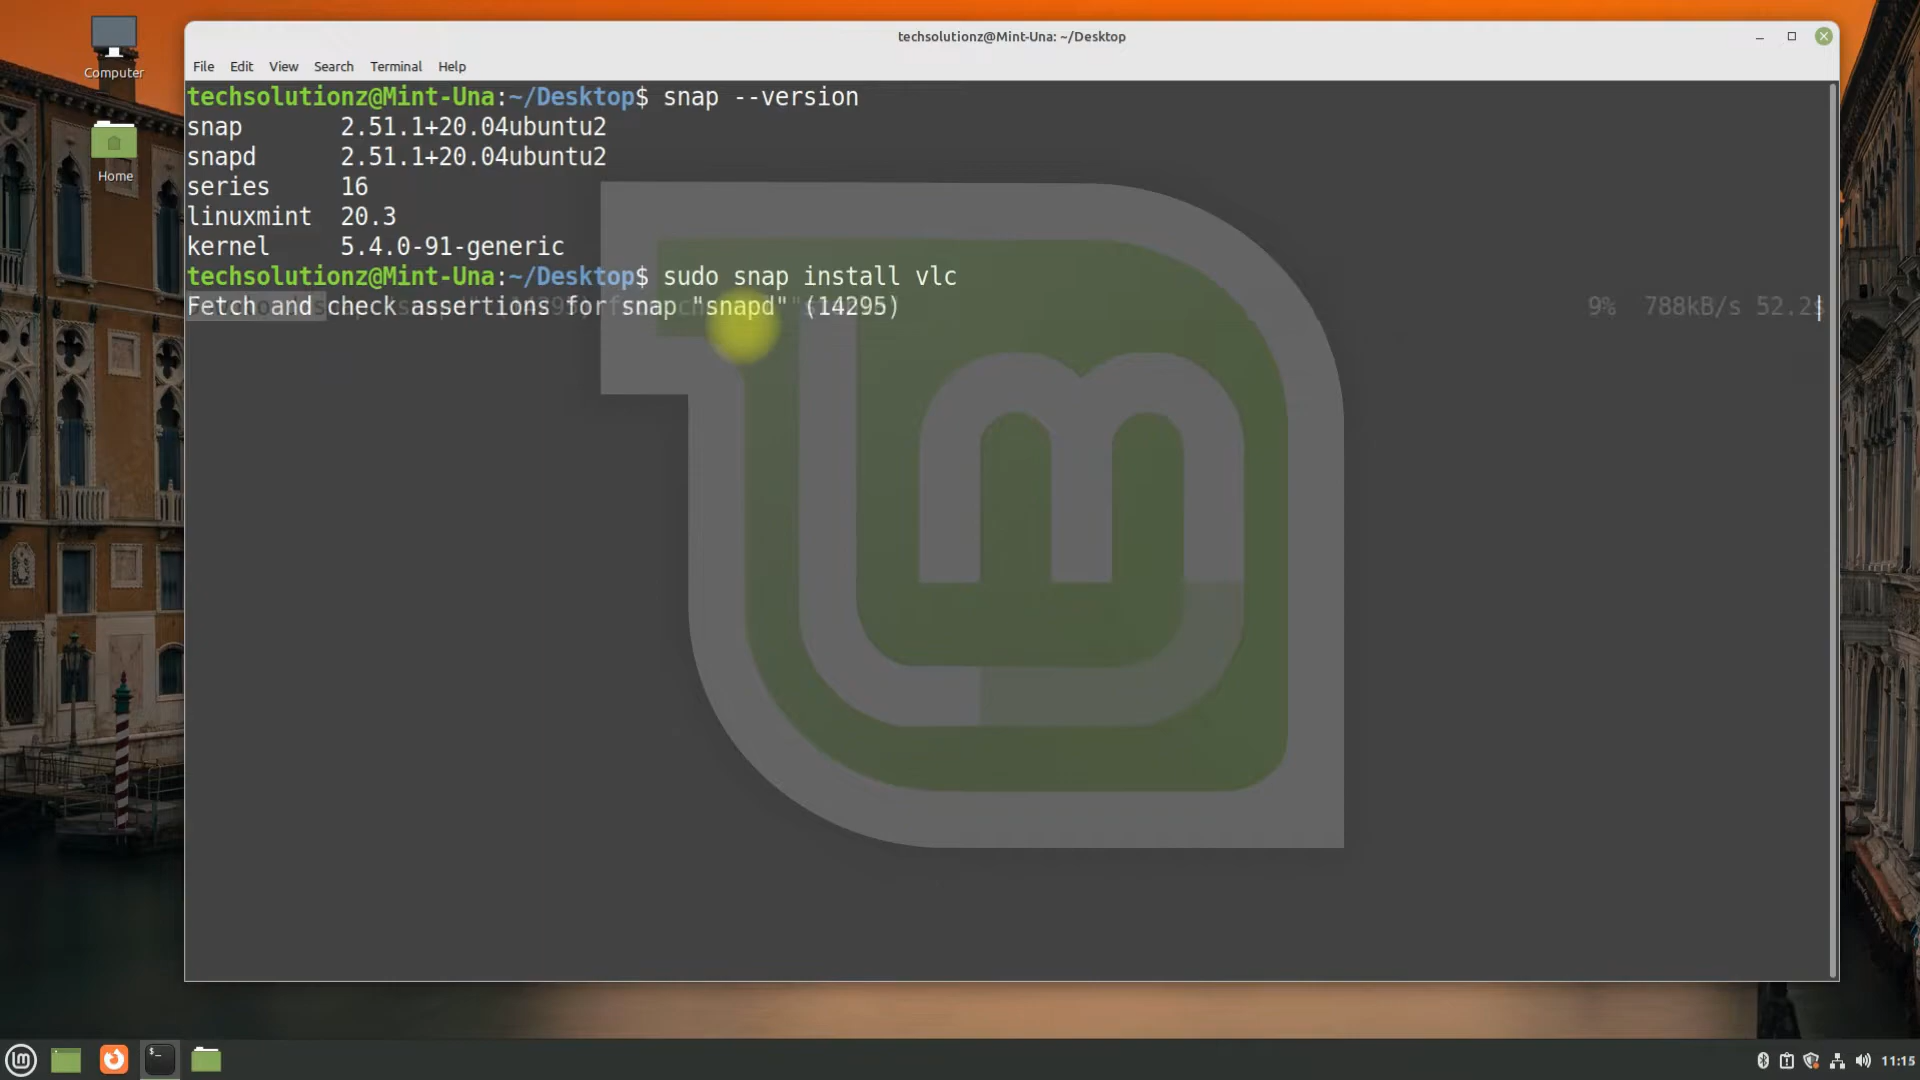 techsolutionz@Mint-Una: ~/Desktop
Computer
File Edit View Search Terminal Help
techsolutionz@Mint-Una:~/Desktop$ snap --version
snap 2.51.1+20.04ubuntu2
snapd 2.51.1+20.04ubuntu2
series 16
linuxmint 20.3
kernel 5.4.0-91-generic
Home
techsolutionz@Mint-Una:~/Desktop$ sudo snap install vlc
Fetch and check assertions for snap "snapd" (14295) 9% 788kB/s 52.2s
11:15